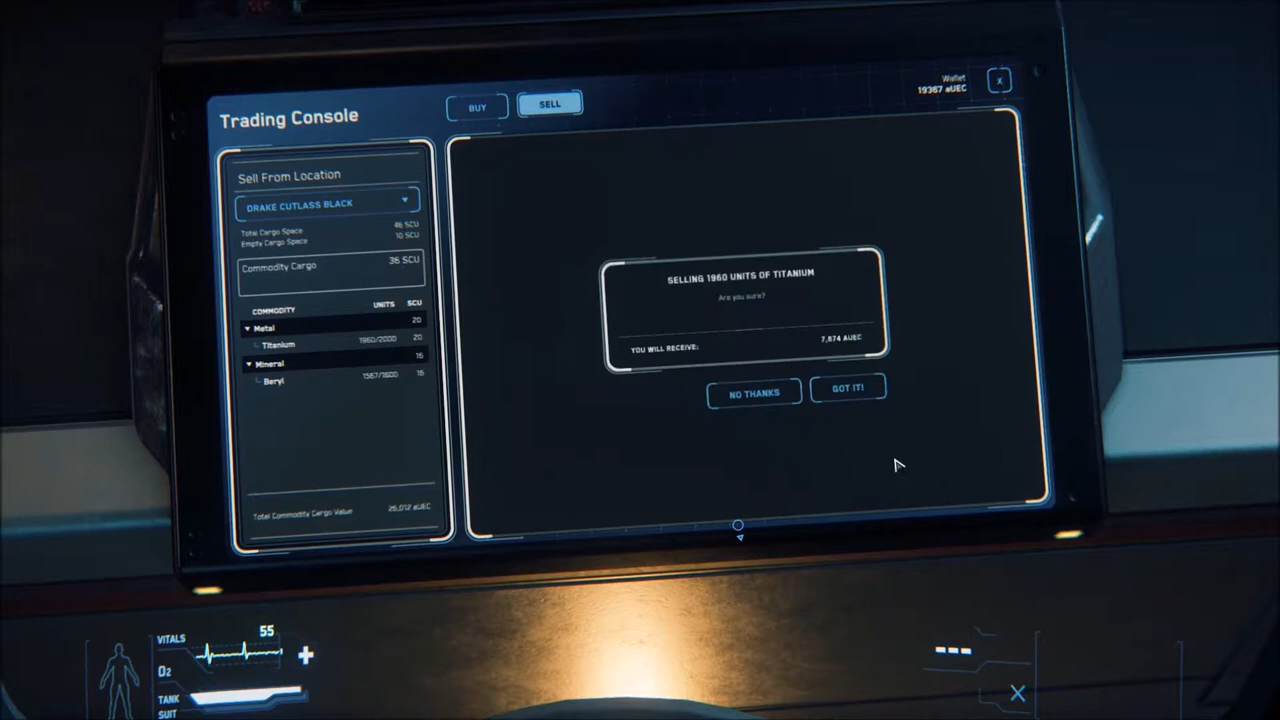 Trading Console
BUY
SELL
Wallet
19367 aUEC
X
Sell From Location
DRAKE CUTLASS BLACK
Total Cargo Space 46 SCU
Empty Cargo Space 10 SCU
Commodity Cargo 36 SCU
COMMODITY UNITS SCU
Metal 20
Titanium 1960/2000 20
Mineral 16
Beryl 1567/1600 16
Total Commodity Cargo Value 26,012 aUEC
SELLING 1960 UNITS OF TITANIUM
Are you sure?
YOU WILL RECEIVE: 7,674 AUEC
NO THANKS
GOT IT!
VITALS 55
O2
TANK
SUIT